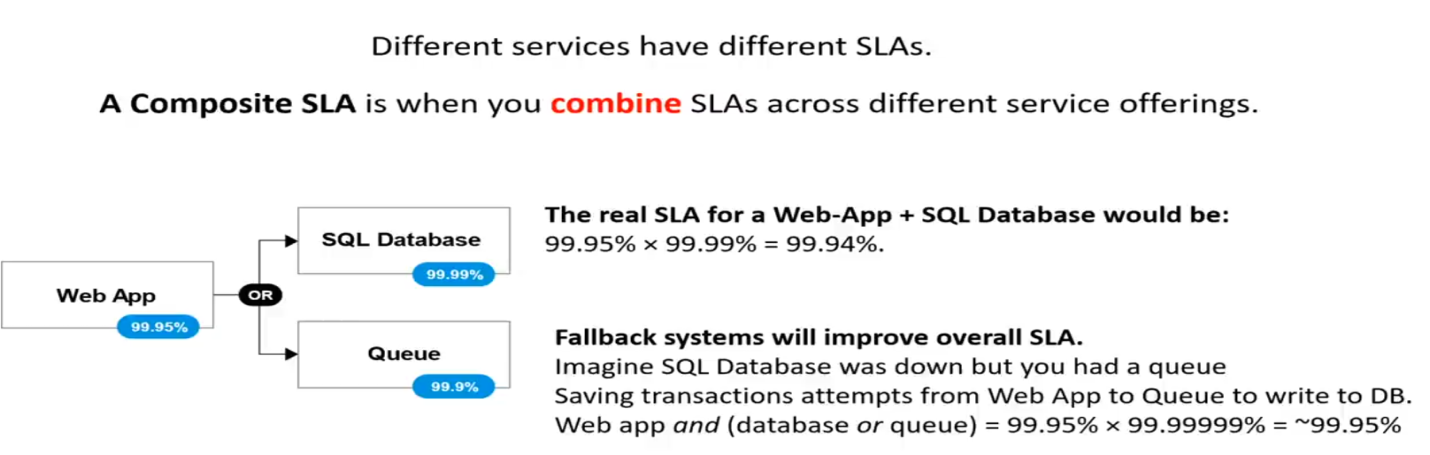 Different services have different SLAs.
A Composite SLA is when you combine SLAs across different service offerings.
SQL Database
99.99%
Web App
99.95%
OR
Queue
99.9%
The real SLA for a Web-App + SQL Database would be:
99.95% × 99.99% = 99.94%.
Fallback systems will improve overall SLA.
Imagine SQL Database was down but you had a queue
Saving transactions attempts from Web App to Queue to write to DB.
Web app and (database or queue) = 99.95% × 99.99999% = ~99.95%